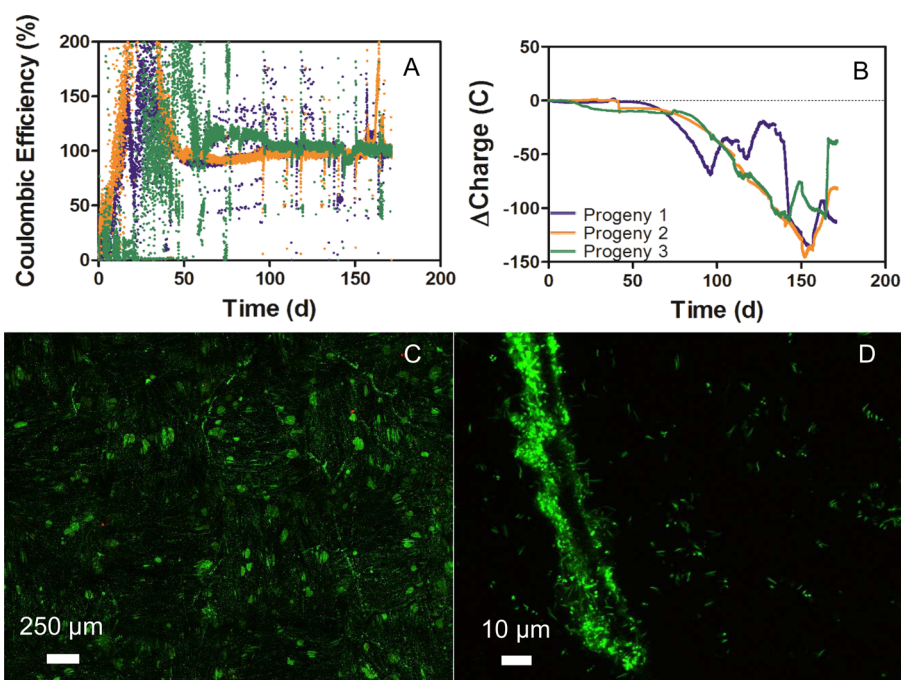 A
Coulombic Efficiency (%)
200
150
100
50
0
0
50
100
150
200
Time (d)
B
ΔCharge (C)
50
0
-50
-100
-150
Progeny 1
Progeny 2
Progeny 3
0
50
100
150
200
Time (d)
C
250 µm
D
10 µm